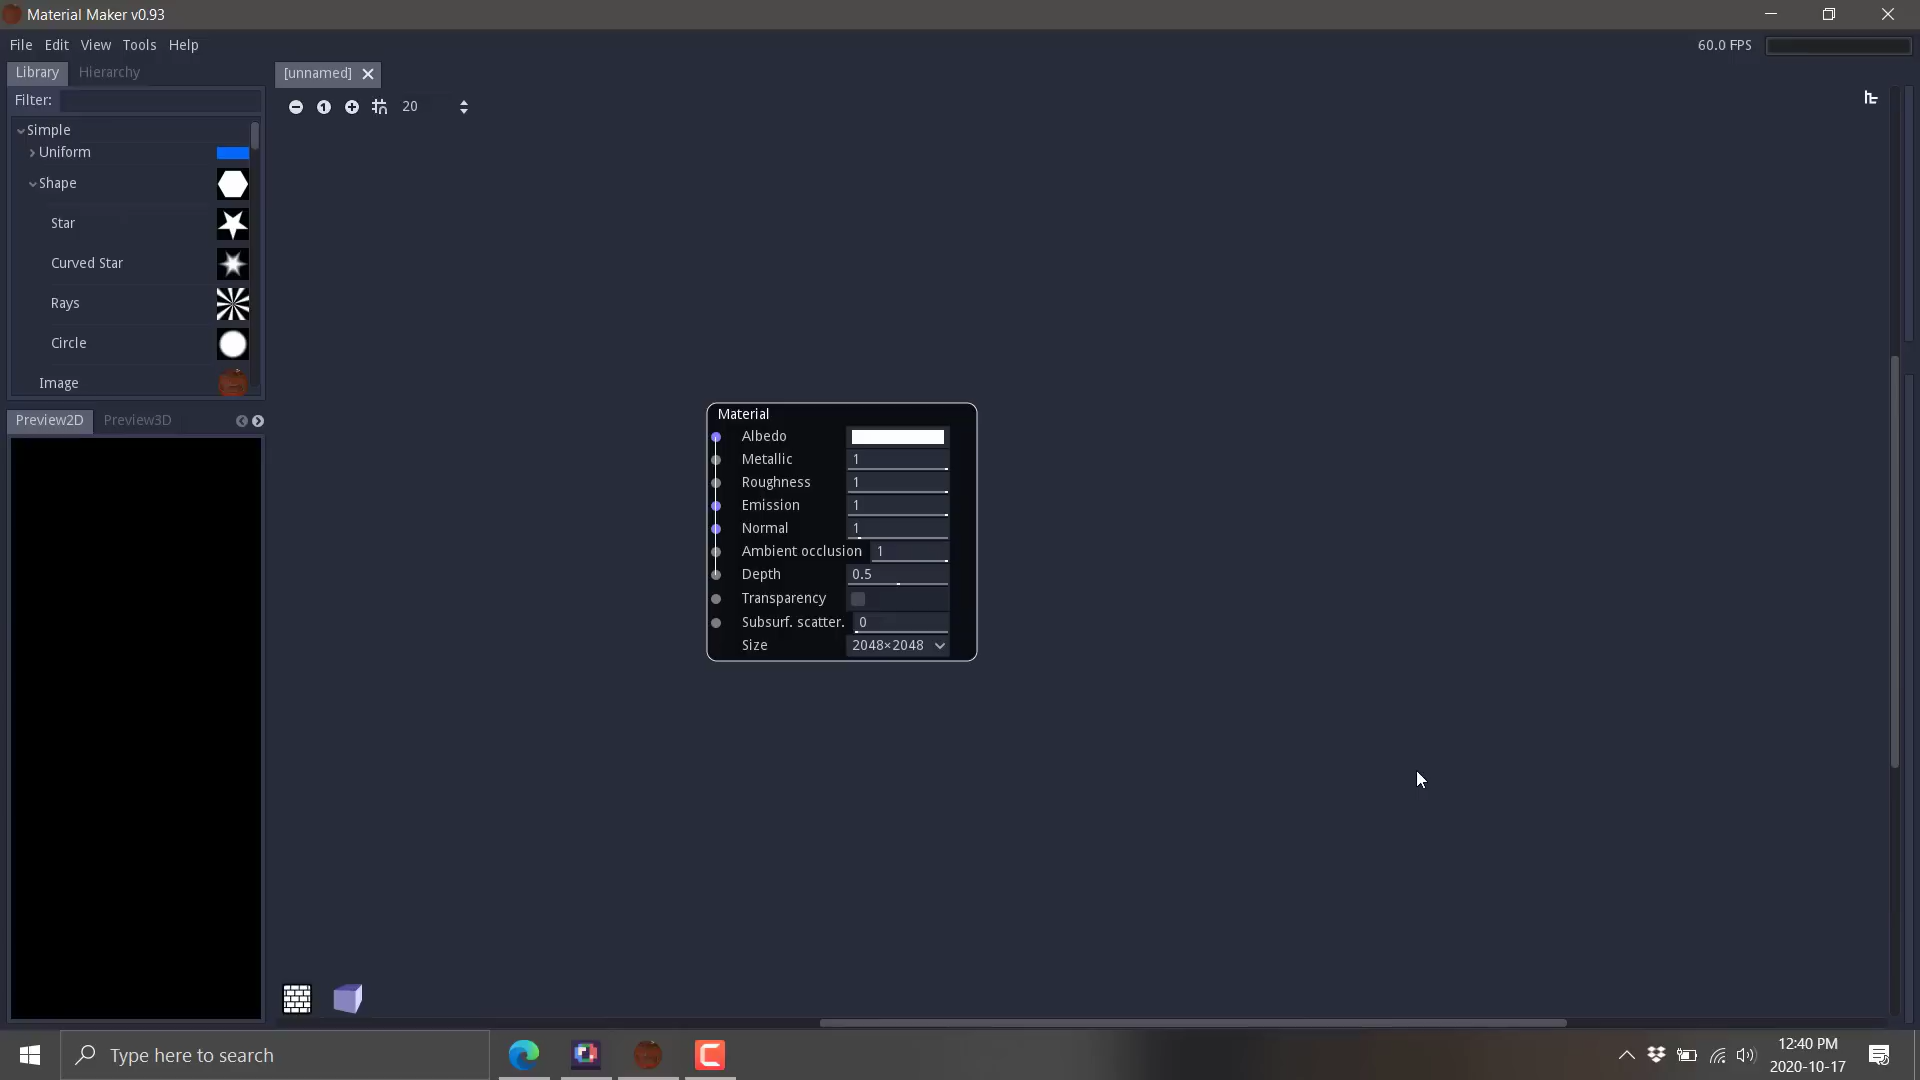 Material Maker v0.93
File Edit View Tools Help
60.0 FPS
Library Hierarchy
[unnamed]
Filter:
20
Simple
Uniform
Shape
Star
Curved Star
Rays
Circle
Image
Preview2D Preview3D
Material
Albedo
Metallic 1
Roughness 1
Emission 1
Normal 1
Ambient occlusion 1
Depth 0.5
Transparency
Subsurf. scatter. 0
Size 2048×2048
Type here to search
12:40 PM
2020-10-17